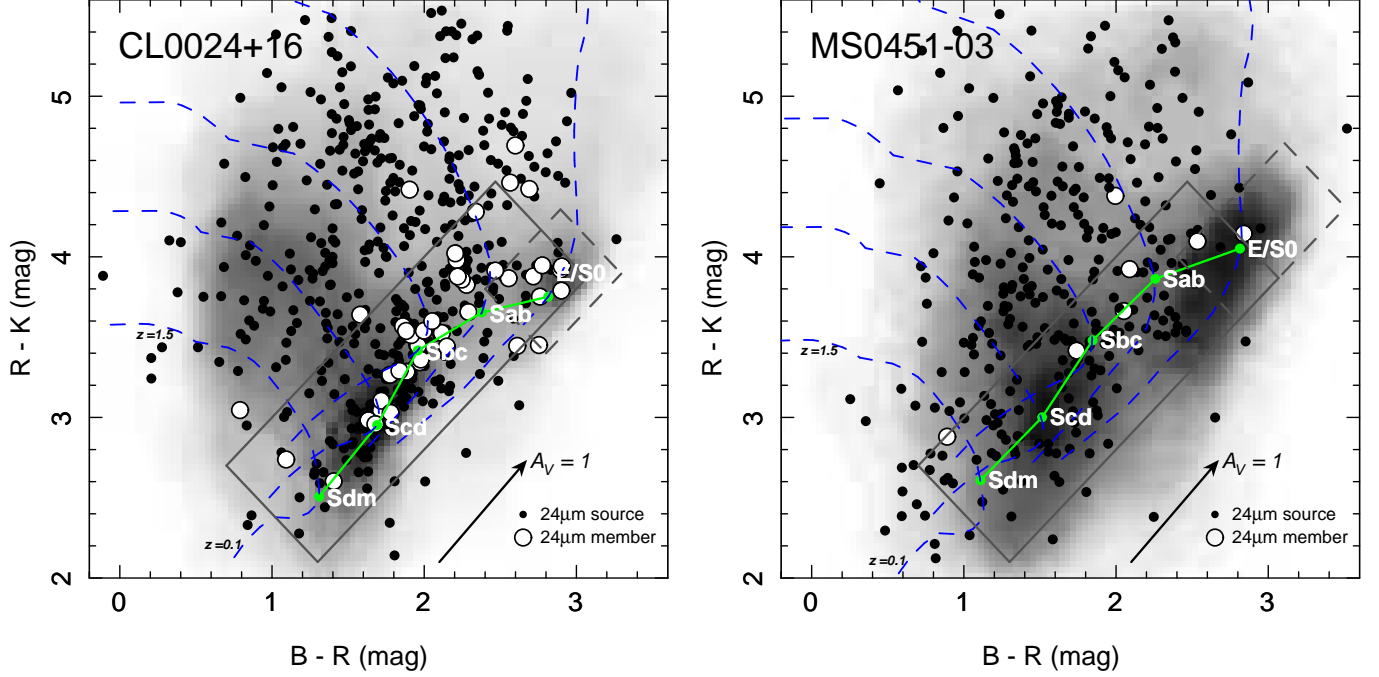 CL0024+16
MS0451-03
R - K (mag)
5
4
3
2
E/S0
Sab
Sbc
Scd
Sdm
z=1.5
z=0.1
A_V = 1
24μm source
24μm member
0 1 2 3
B - R (mag)
R - K (mag)
5
4
3
2
E/S0
Sab
Sbc
Scd
Sdm
z=1.5
z=0.1
A_V = 1
24μm source
24μm member
0 1 2 3
B - R (mag)